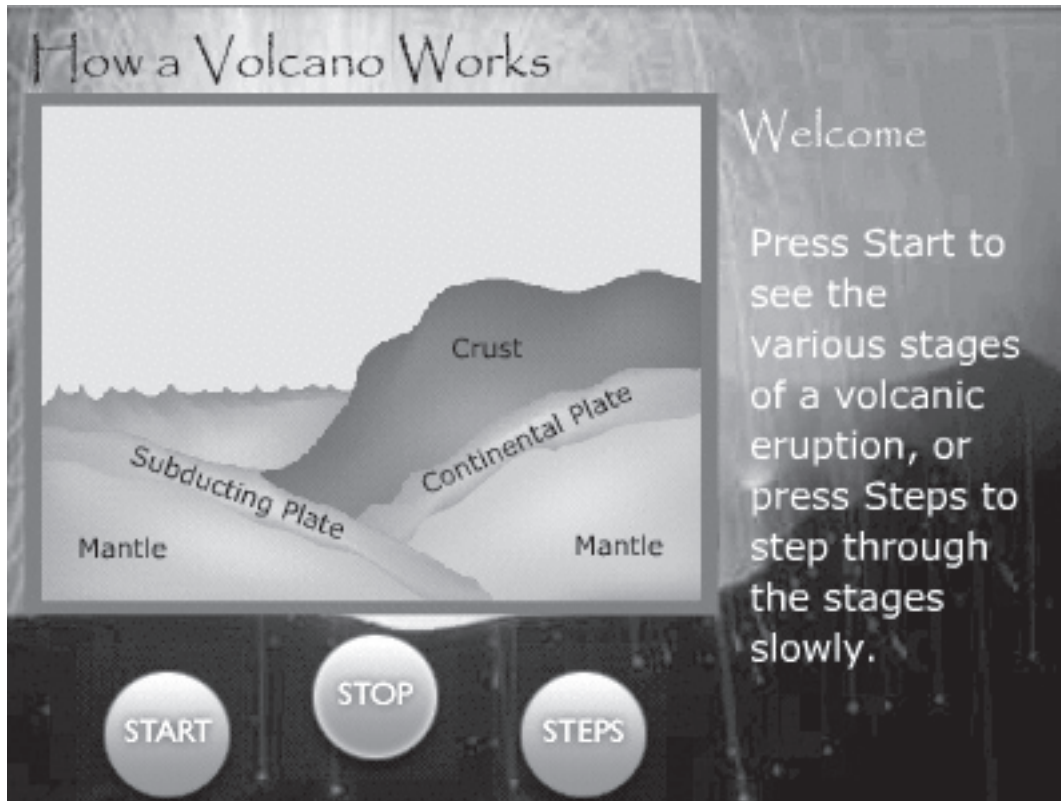 How a Volcano Works
Welcome
Press Start to
see the
various stages
of a volcanic
eruption, or
press Steps to
step through
the stages
slowly.
Crust
Continental Plate
Subducting Plate
Mantle
Mantle
START
STOP
STEPS